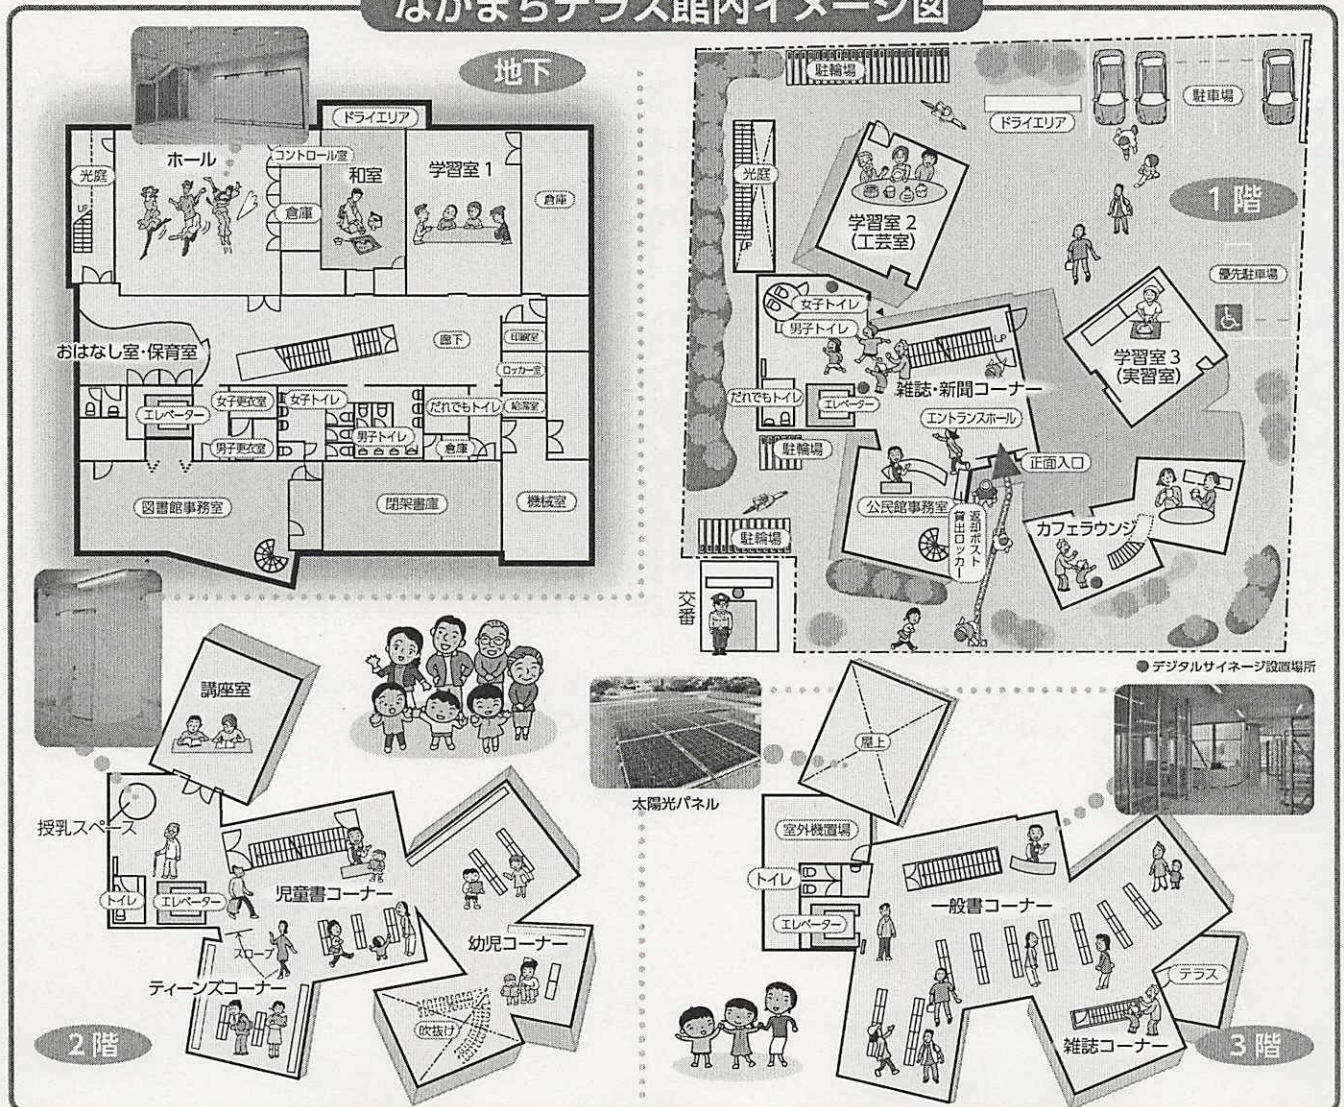 なかまちテラス館内イメージ図
地下
ドライエリア
光庭
UP
ホール
コントロール室
倉庫
和室
学習室1
倉庫
おはなし室・保育室
廊下
印刷室
ロッカー室
給湯室
エレベーター
女子更衣室
男子更衣室
女子トイレ
男子トイレ
だれでもトイレ
倉庫
図書館事務室
閉架書庫
機械室
1階
駐輪場
ドライエリア
駐車場
光庭
UP
学習室2
(工芸室)
優先駐車場
女子トイレ
男子トイレ
UP
学習室3
(実習室)
雑誌・新聞コーナー
だれでもトイレ
エレベーター
エントランスホール
駐輪場
正面入口
公民館事務室
返却ポスト
貸出ロッカー
カフェラウンジ
駐輪場
交番
●デジタルサイネージ設置場所
講座室
授乳スペース
トイレ
エレベーター
児童書コーナー
スロープ
幼児コーナー
ティーンズコーナー
吹抜け
2階
太陽光パネル
屋上
室外機置場
トイレ
エレベーター
一般書コーナー
テラス
雑誌コーナー
3階